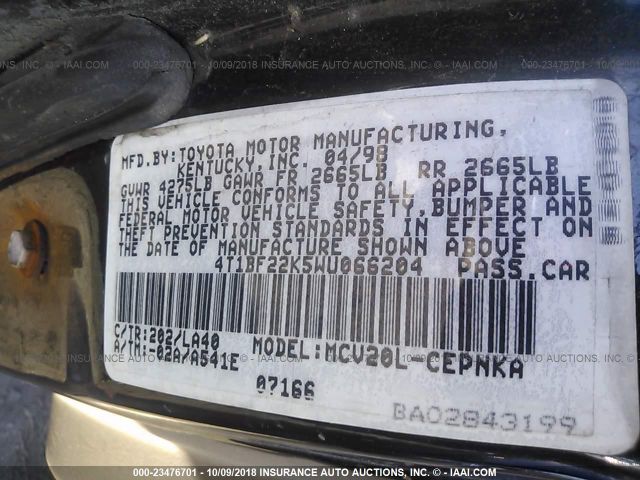 000-23476701 - 10/09/2018 INSURANCE AUTO AUCTIONS, INC. - © IAAI.COM
MFD.BY:TOYOTA MOTOR MANUFACTURING,
KENTUCKY,INC. 04/98
GVWR 4275LB GAWR FR 2665LB RR 2665LB
THIS VEHICLE CONFORMS TO ALL APPLICABLE
FEDERAL MOTOR VEHICLE SAFETY,BUMPER AND
THEFT PREVENTION STANDARDS IN EFFECT ON
THE DATE OF MANUFACTURE SHOWN ABOVE
4T1BF22K5WU066204 PASS.CAR
C/TR:202/LA40 MODEL:MCV20L-CEPNKA
A/TM:-02A/A541E
07166
BA02843199
000-23476701 - 10/09/2018 INSURANCE AUTO AUCTIONS, INC. - © IAAI.COM